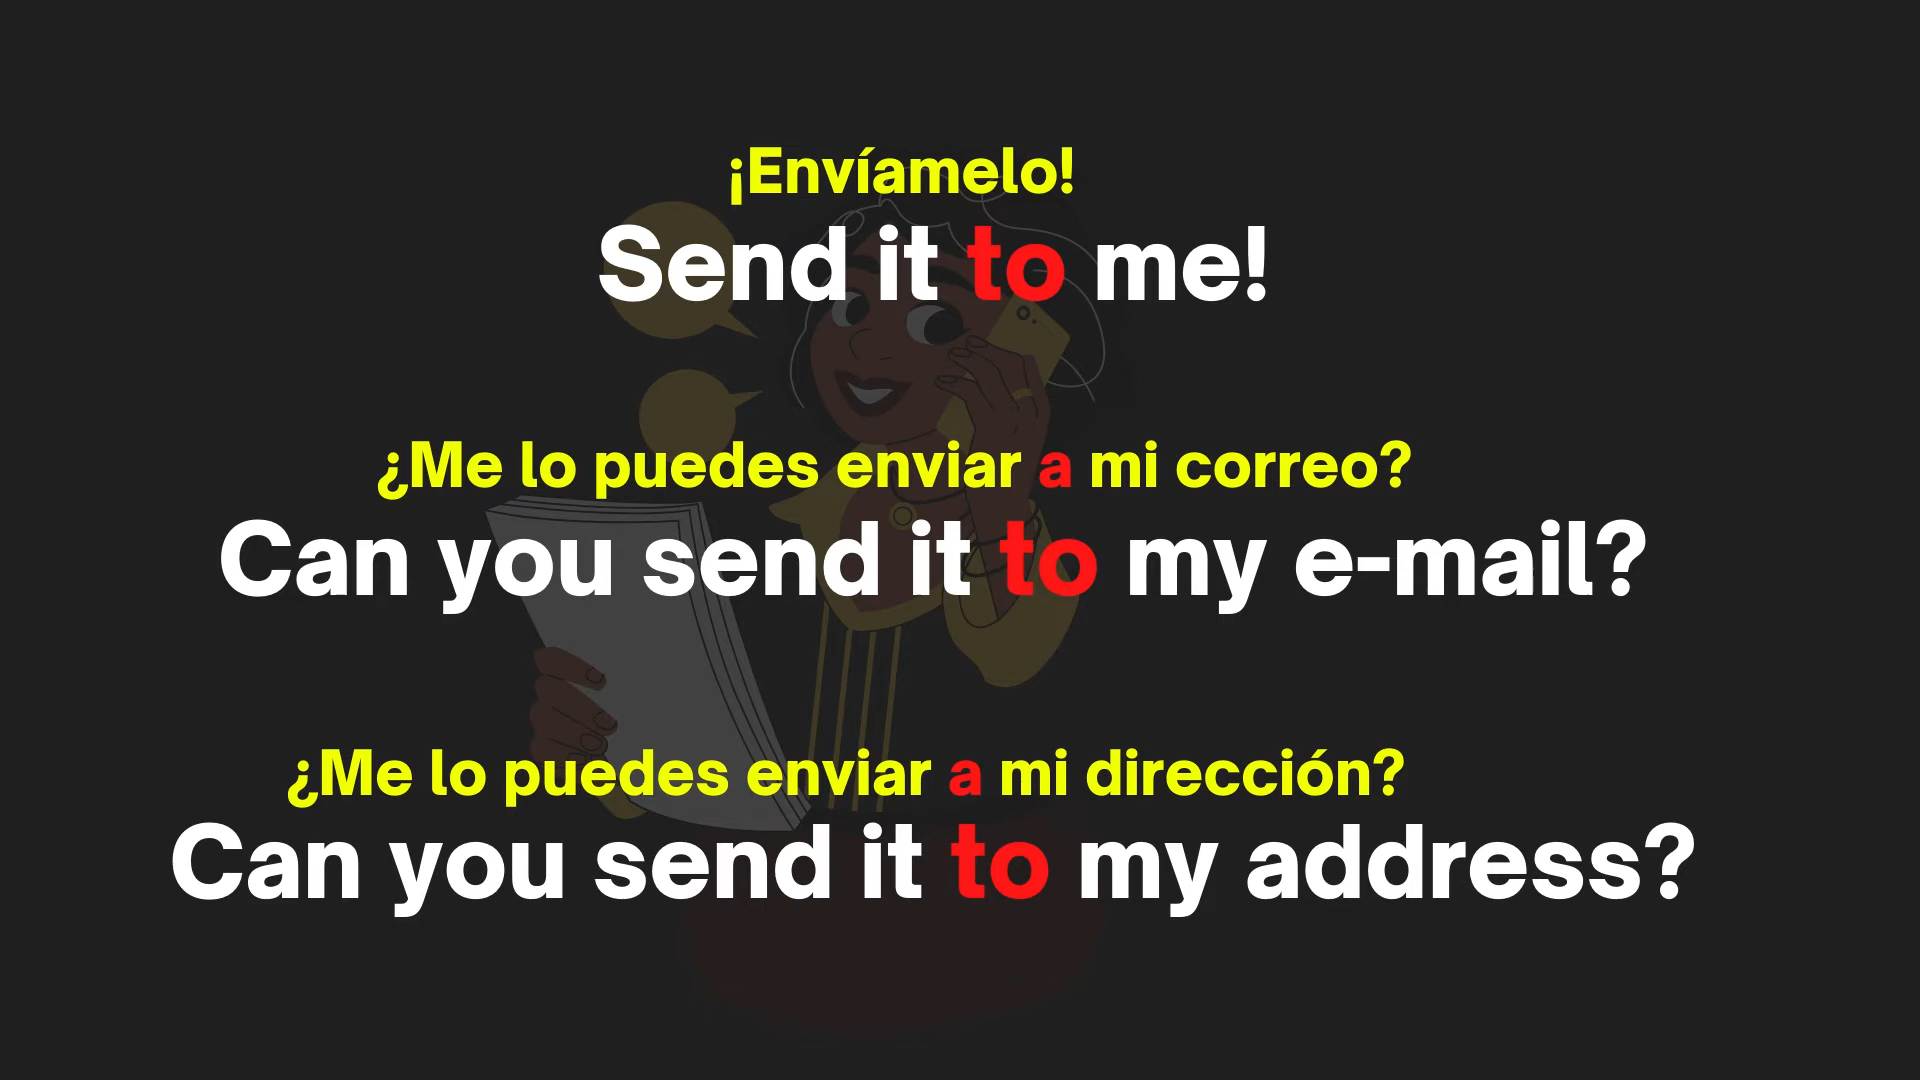 ¡Envíamelo!
Send it to me!
¿Me lo puedes enviar a mi correo?
Can you send it to my e-mail?
¿Me lo puedes enviar a mi dirección?
Can you send it to my address?